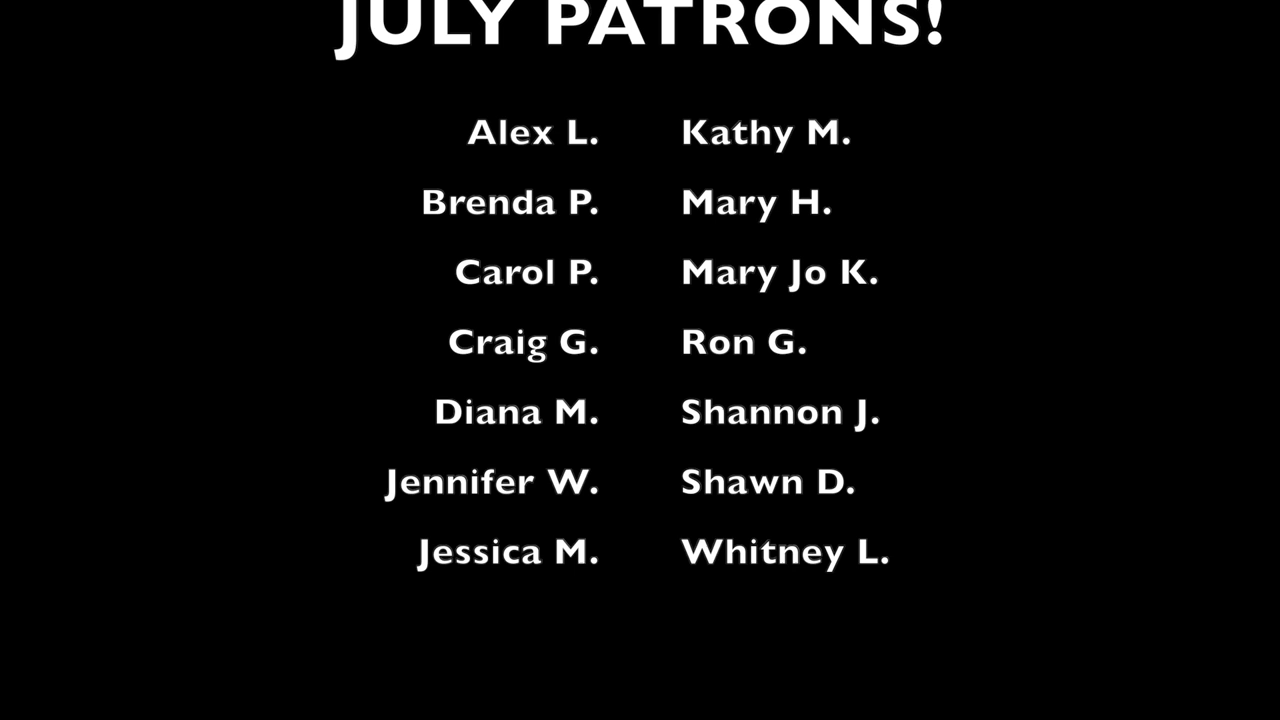 JULY PATRONS!
Alex L. Kathy M.
Brenda P. Mary H.
Carol P. Mary Jo K.
Craig G. Ron G.
Diana M. Shannon J.
Jennifer W. Shawn D.
Jessica M. Whitney L.